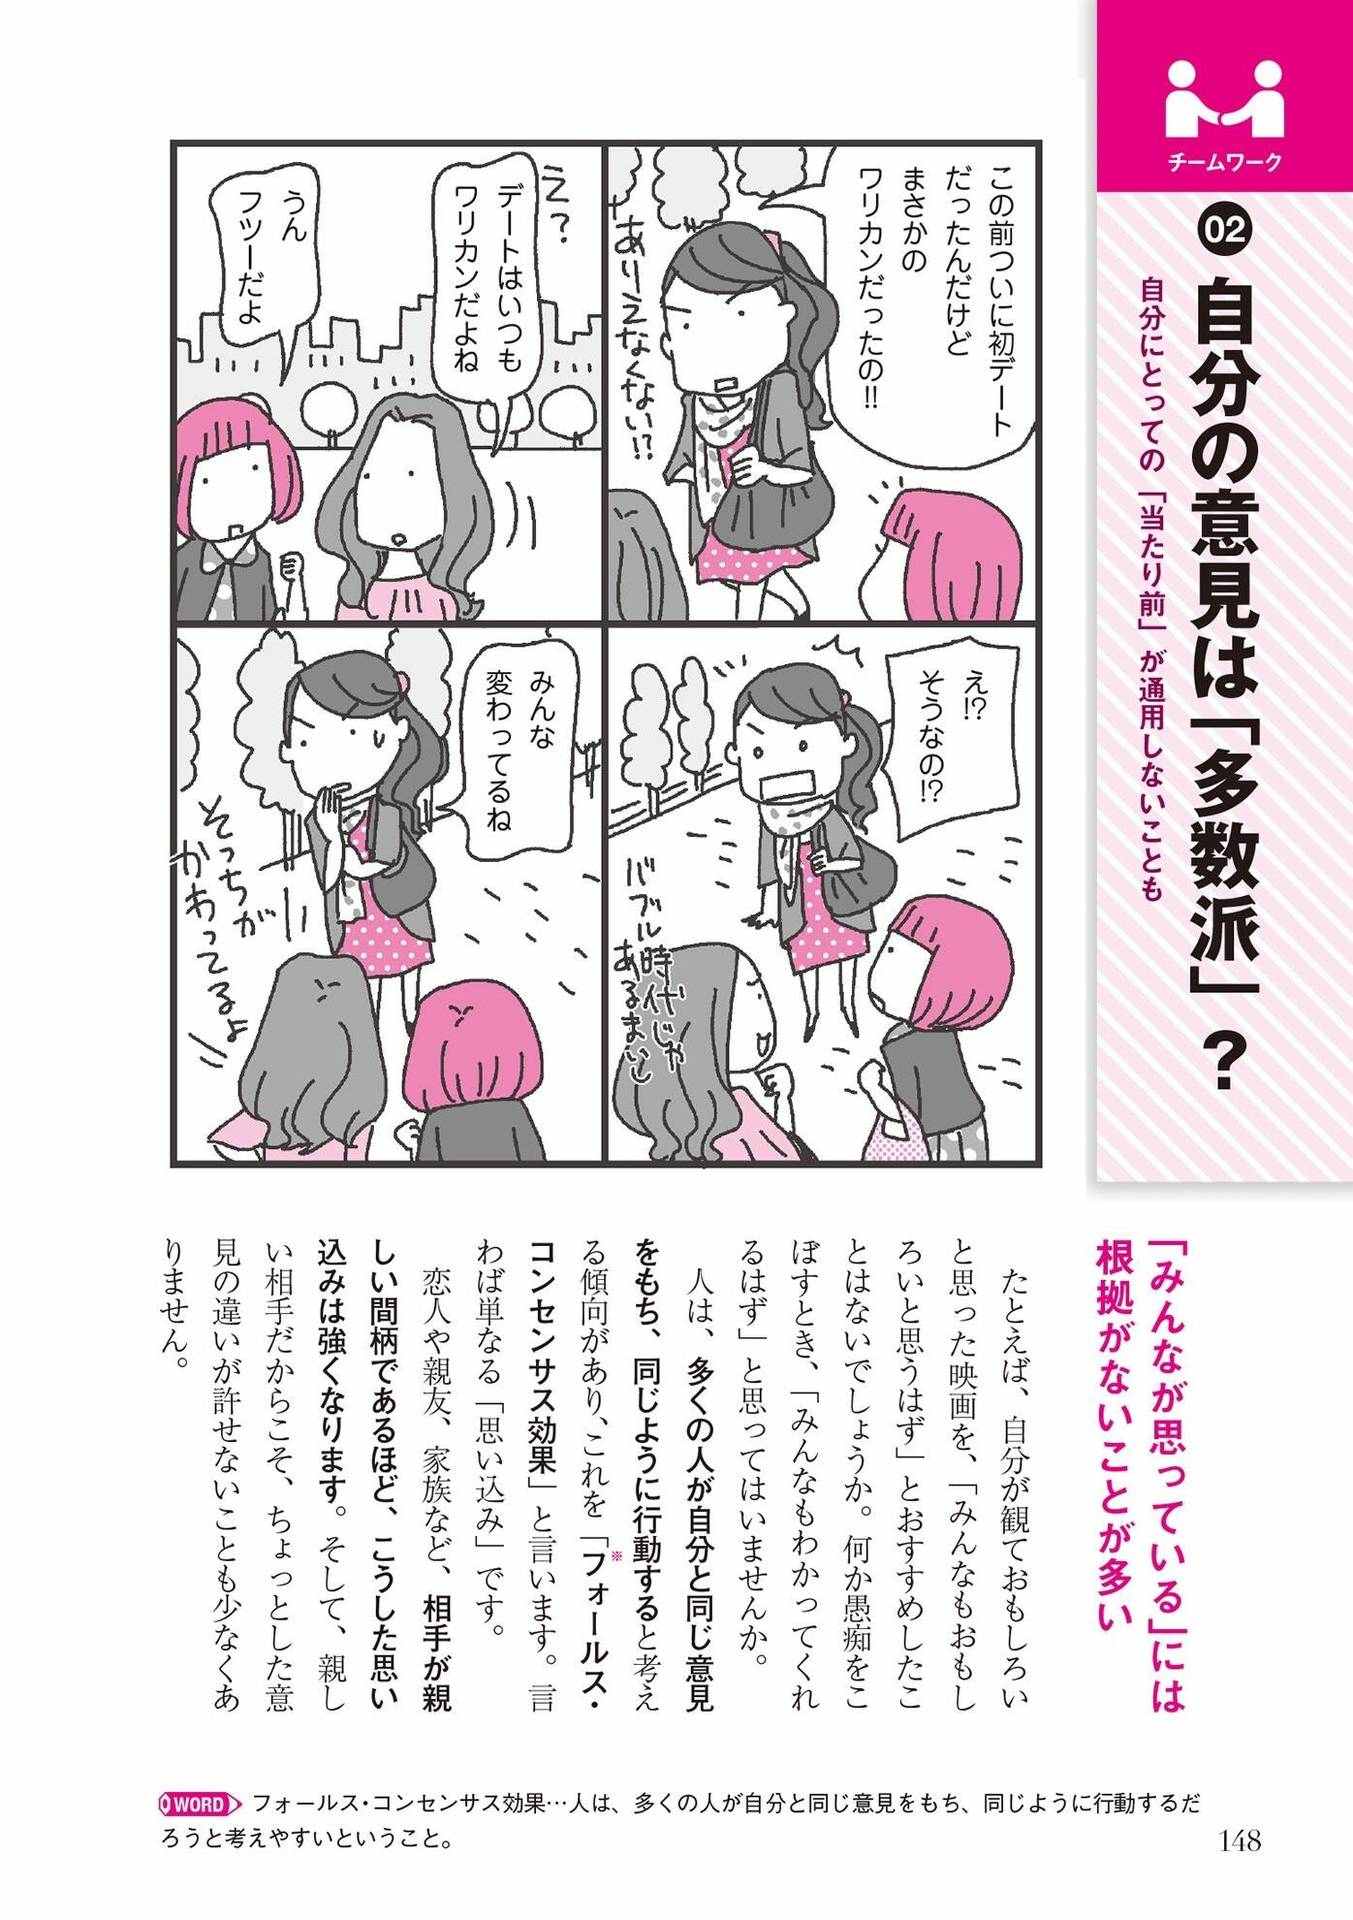 チームワーク
02
自分の意見は「多数派」？
自分にとっての「当たり前」が通用しないことも
この前ついに初デート
だったんだけど
まさかの
ワリカンだったの!!
ありえなくない!?
え？
デートはいつも
ワリカンだよね
うん
フツーだよ
え!?
そうなの!?
バブル時代じゃ
あるまいし
みんな
変わってるね
そっちが
かわってるよ
「みんなが思っている」には
根拠がないことが多い
たとえば、自分が観ておもしろい
と思った映画を、「みんなもおもし
ろいと思うはず」とおすすめしたこ
とはないでしょうか。何か愚痴をこ
ぼすとき、「みんなもわかってくれ
るはず」と思ってはいませんか。
人は、多くの人が自分と同じ意見
をもち、同じように行動すると考え
る傾向があり、これを「フォールス・
※
コンセンサス効果」と言います。言
わば単なる「思い込み」です。
恋人や親友、家族など、相手が親
しい間柄であるほど、こうした思い
込みは強くなります。そして、親し
い相手だからこそ、ちょっとした意
見の違いが許せないことも少なくあ
りません。
WORD フォールス・コンセンサス効果…人は、多くの人が自分と同じ意見をもち、同じように行動するだ
ろうと考えやすいということ。
148